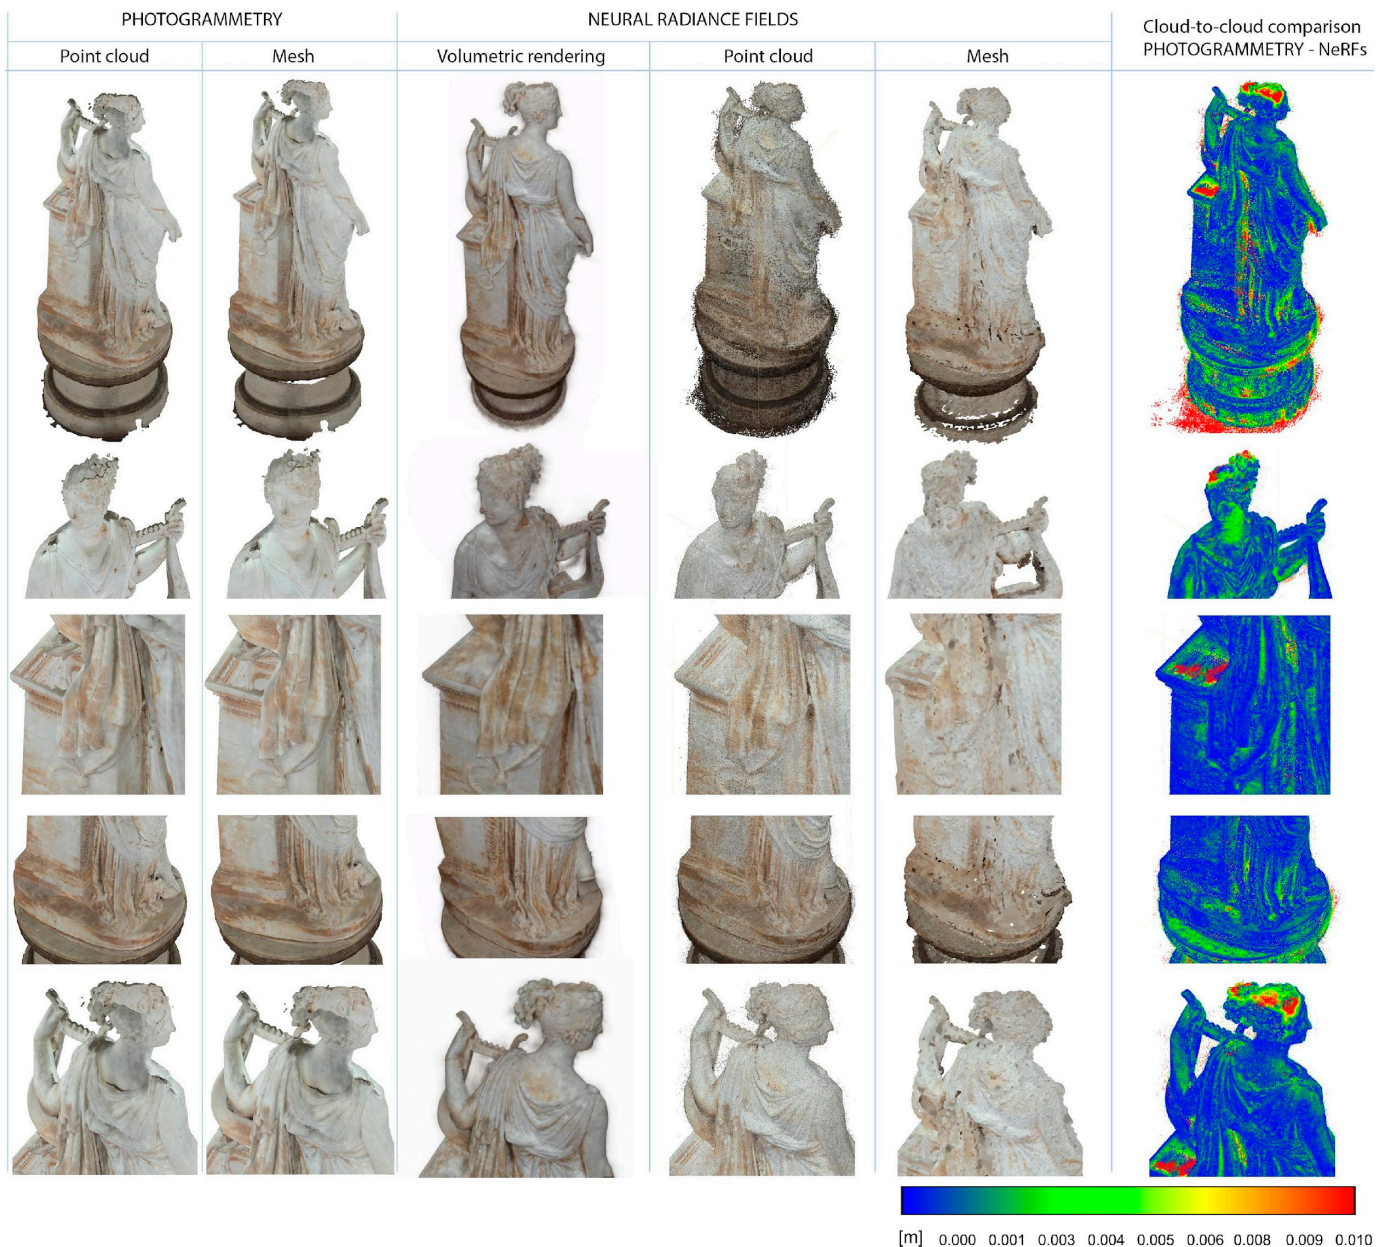 PHOTOGRAMMETRY
NEURAL RADIANCE FIELDS
Cloud-to-cloud comparison
PHOTOGRAMMETRY - NeRFs
Point cloud
Mesh
Volumetric rendering
Point cloud
Mesh
[m] 0.000 0.001 0.003 0.004 0.005 0.006 0.008 0.009 0.010